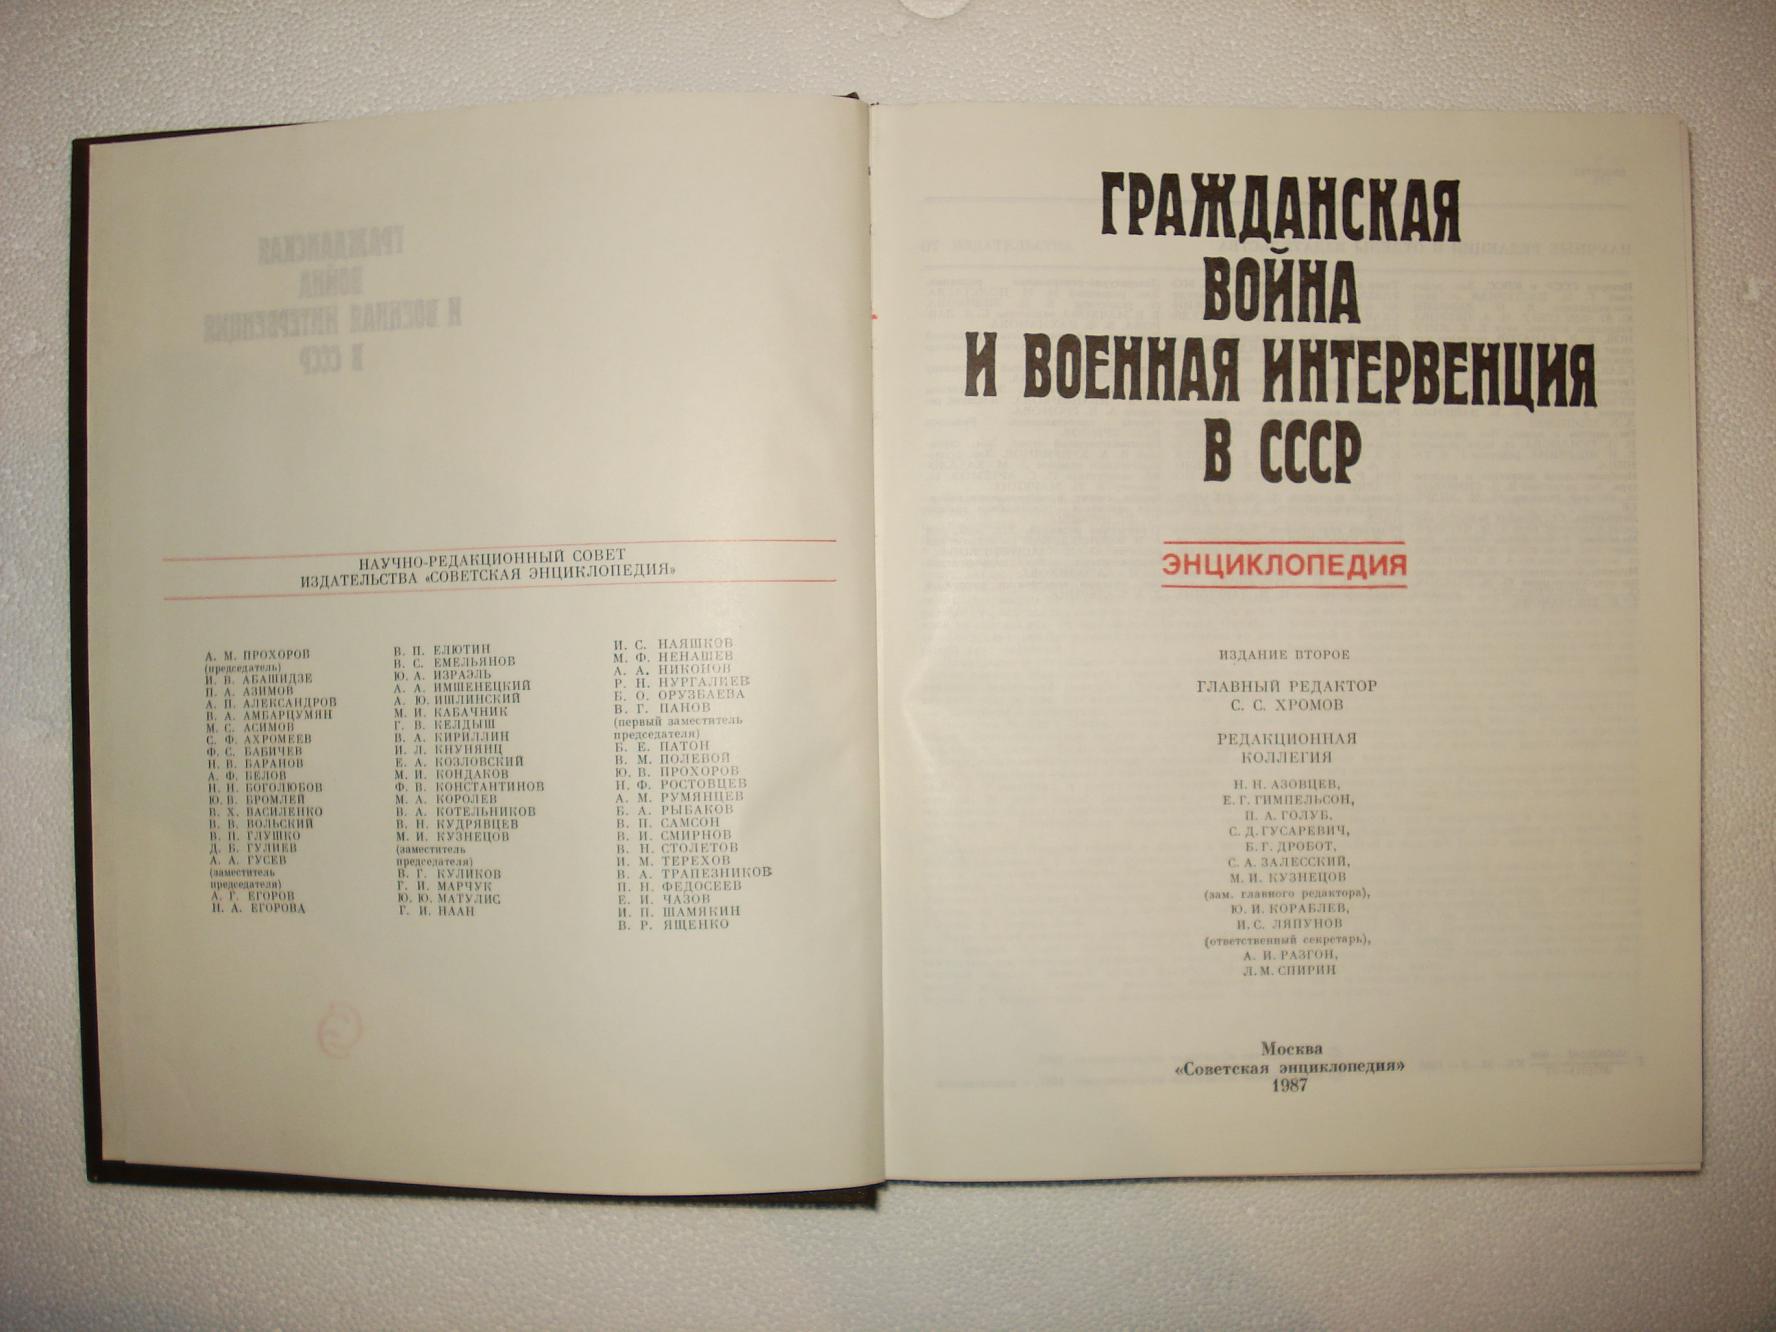 НАУЧНО-РЕДАКЦИОННЫЙ СОВЕТ
ИЗДАТЕЛЬСТВА «СОВЕТСКАЯ ЭНЦИКЛОПЕДИЯ»
А. М. ПРОХОРОВ
(председатель)
И. В. АБАШИДЗЕ
П. А. АЗИМОВ
А. П. АЛЕКСАНДРОВ
В. А. АМБАРЦУМЯН
М. С. АСИМОВ
С. Ф. АХРОМЕЕВ
Ф. С. БАБИЧЕВ
Н. В. БАРАНОВ
А. Ф. БЕЛОВ
Н. Н. БОГОЛЮБОВ
Ю. В. БРОМЛЕЙ
В. Х. ВАСИЛЕНКО
В. В. ВОЛЬСКИЙ
В. П. ГЛУШКО
Д. Б. ГУЛИЕВ
А. А. ГУСЕВ
(заместитель
председателя)
А. Г. ЕГОРОВ
Н. А. ЕГОРОВА
В. П. ЕЛЮТИН
В. С. ЕМЕЛЬЯНОВ
Ю. А. ИЗРАЭЛЬ
А. А. ИМШЕНЕЦКИЙ
А. Ю. ИШЛИНСКИЙ
М. И. КАБАЧНИК
Г. В. КЕЛДЫШ
В. А. КИРИЛЛИН
И. Л. КНУНЯНЦ
Е. А. КОЗЛОВСКИЙ
М. И. КОНДАКОВ
Ф. В. КОНСТАНТИНОВ
М. А. КОРОЛЕВ
В. А. КОТЕЛЬНИКОВ
В. Н. КУДРЯВЦЕВ
М. И. КУЗНЕЦОВ
(заместитель
председателя)
В. Г. КУЛИКОВ
Г. И. МАРЧУК
Ю. Ю. МАТУЛИС
Г. И. НААН
И. С. НАЯШКОВ
М. Ф. НЕНАШЕВ
А. А. НИКОНОВ
Р. Н. НУРГАЛИЕВ
Б. О. ОРУЗБАЕВА
В. Г. ПАНОВ
(первый заместитель
председателя)
Б. Е. ПАТОН
В. М. ПОЛЕВОЙ
Ю. В. ПРОХОРОВ
Н. Ф. РОСТОВЦЕВ
А. М. РУМЯНЦЕВ
Б. А. РЫБАКОВ
В. П. САМСОН
В. И. СМИРНОВ
В. Н. СТОЛЕТОВ
И. М. ТЕРЕХОВ
В. А. ТРАПЕЗНИКОВ
П. Н. ФЕДОСЕЕВ
Е. И. ЧАЗОВ
И. П. ШАМЯКИН
В. Р. ЯЩЕНКО
ГРАЖДАНСКАЯ
ВОЙНА
И ВОЕННАЯ ИНТЕРВЕНЦИЯ
В СССР
ЭНЦИКЛОПЕДИЯ
ИЗДАНИЕ ВТОРОЕ
ГЛАВНЫЙ РЕДАКТОР
С. С. ХРОМОВ
РЕДАКЦИОННАЯ
КОЛЛЕГИЯ
Н. Н. АЗОВЦЕВ,
Е. Г. ГИМПЕЛЬСОН,
П. А. ГОЛУБ,
С. Д. ГУСАРЕВИЧ,
Б. Г. ДРОБОТ,
С. А. ЗАЛЕССКИЙ,
М. И. КУЗНЕЦОВ
(зам. главного редактора),
Ю. И. КОРАБЛЕВ,
И. С. ЛЯПУНОВ
(ответственный секретарь),
А. И. РАЗГОН,
Л. М. СПИРИН
Москва
«Советская энциклопедия»
1987